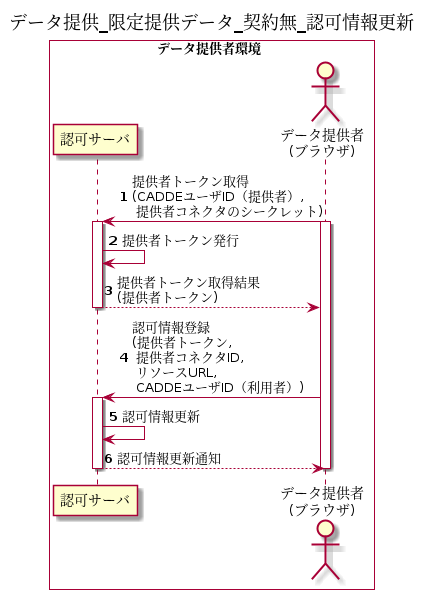 データ提供_限定提供データ_契約無_認可情報更新
データ提供者環境
認可サーバ
データ提供者
(ブラウザ)
1 提供者トークン取得
(CADDEユーザID（提供者）,
提供者コネクタのシークレット)
2 提供者トークン発行
3 提供者トークン取得結果
(提供者トークン)
4 認可情報登録
(提供者トークン,
提供者コネクタID,
リソースURL,
CADDEユーザID（利用者）)
5 認可情報更新
6 認可情報更新通知
認可サーバ
データ提供者
(ブラウザ)